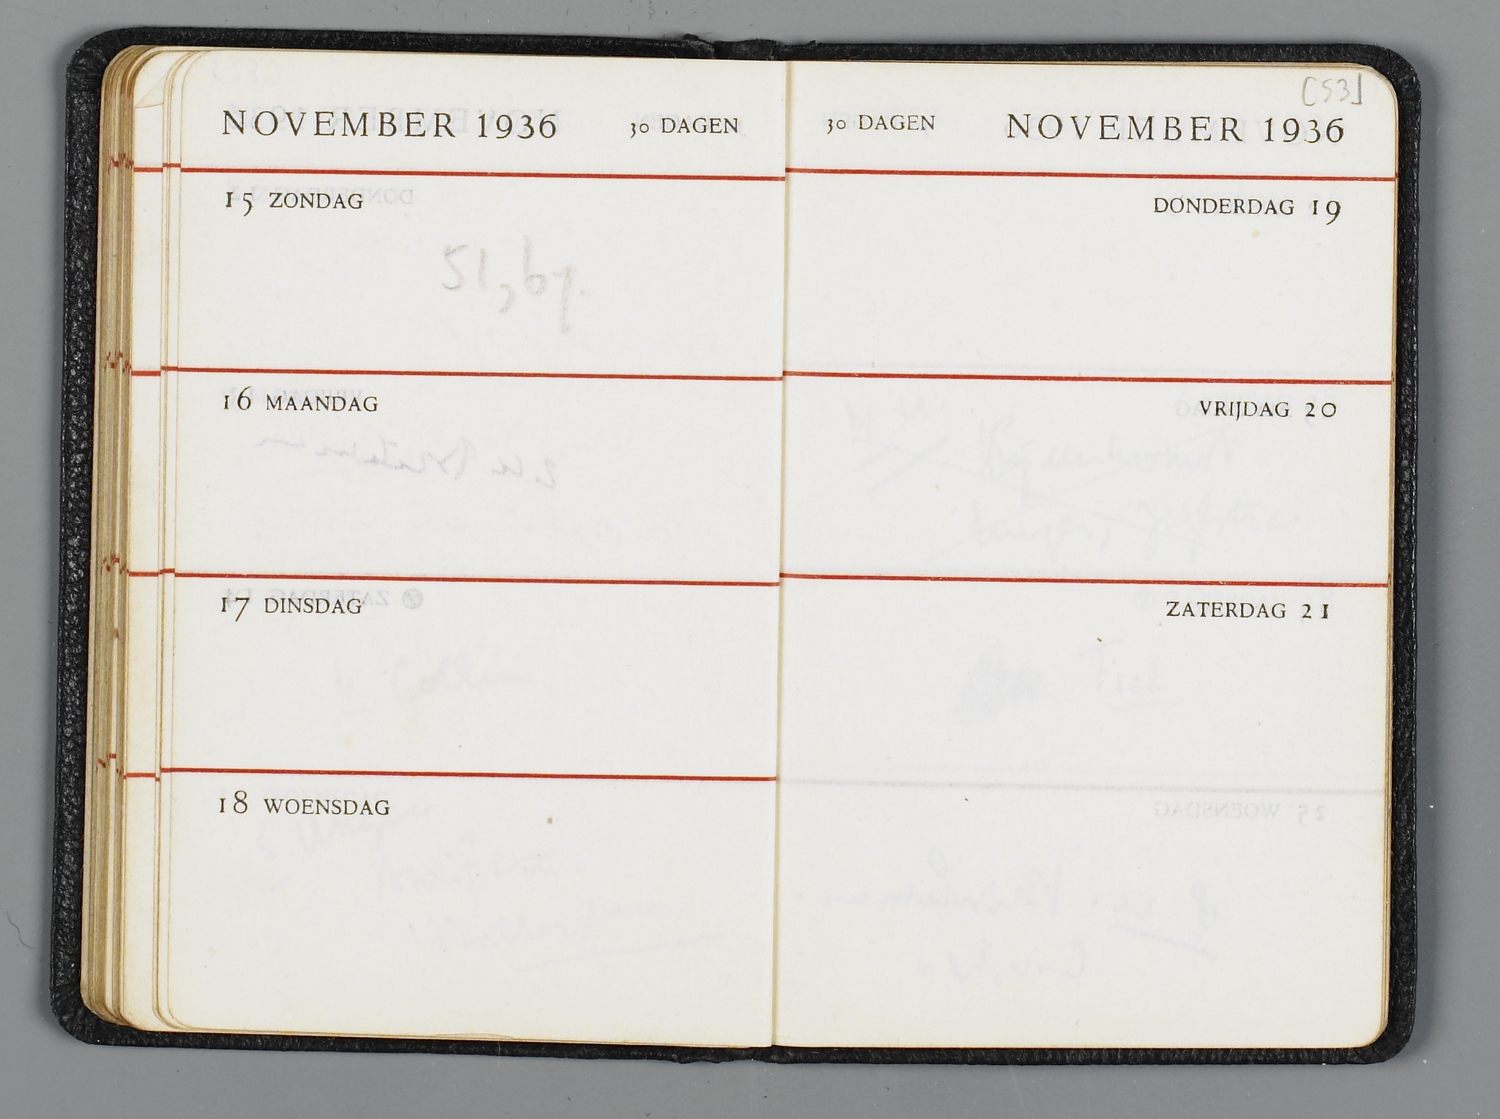 NOVEMBER 1936 30 DAGEN
15 ZONDAG
51,67.
16 MAANDAG
17 DINSDAG
18 WOENSDAG
[53]
30 DAGEN NOVEMBER 1936
DONDERDAG 19
VRIJDAG 20
ZATERDAG 21